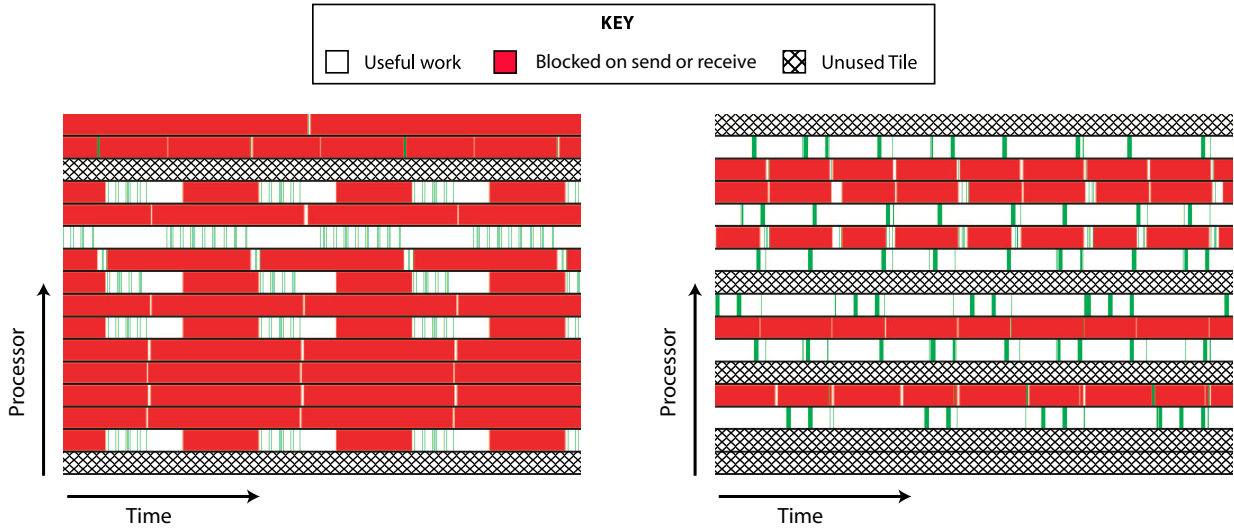 KEY
Useful work
Blocked on send or receive
Unused Tile
Processor
Time
Processor
Time